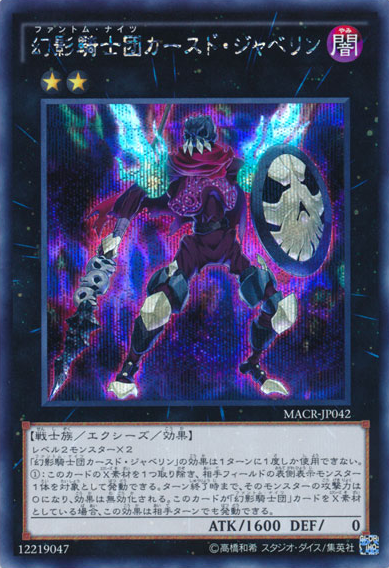 ファントム・ナイツ
幻影騎士団カースド・ジャベリン
やみ
闇
MACR-JP042
【戦士族／エクシーズ／効果】
レベル2モンスター×2
「幻影騎士団カースド・ジャベリン」の効果は1ターンに1度しか使用できない。
①：このカードのX素材を1つ取り除き、相手フィールドの表側表示モンスター
1体を対象として発動できる。ターン終了時まで、そのモンスターの攻撃力は
0になり、効果は無効化される。このカードが「幻影騎士団」カードをX素材
としている場合、この効果は相手ターンでも発動できる。
ATK/1600 DEF/ 0
12219047
©高橋和希 スタジオ・ダイス/集英社